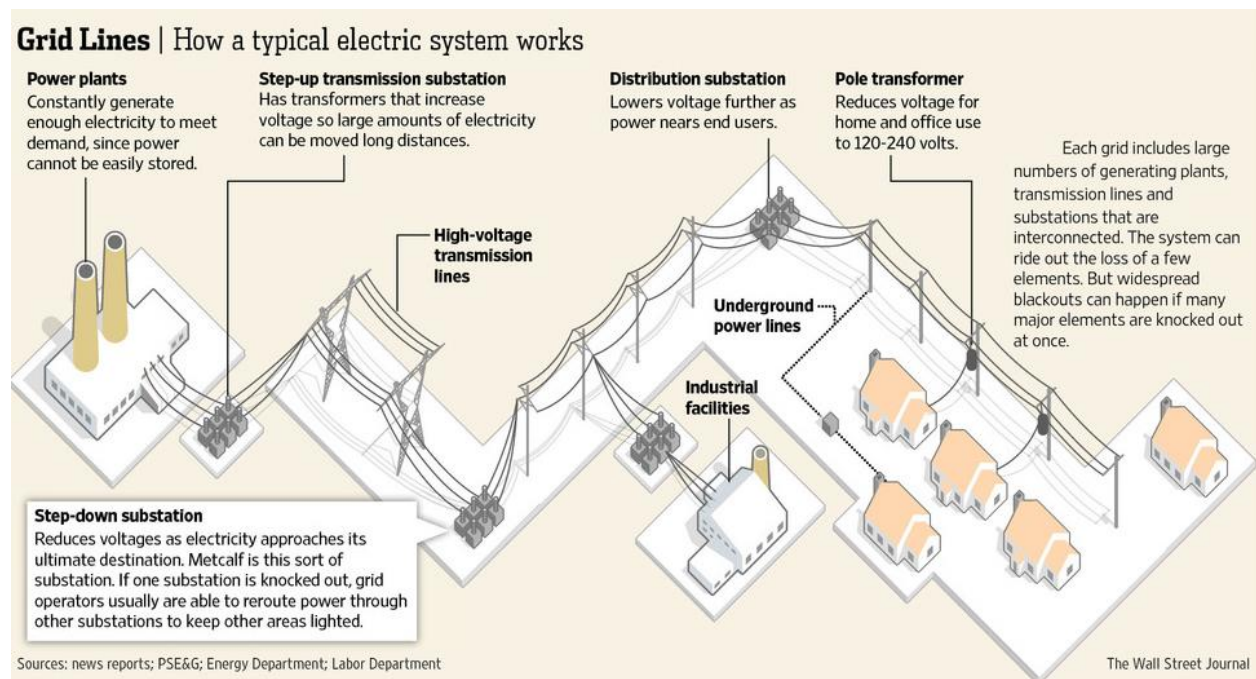 Grid Lines | How a typical electric system works
Power plants
Constantly generate
enough electricity to meet
demand, since power
cannot be easily stored.
Step-up transmission substation
Has transformers that increase
voltage so large amounts of electricity
can be moved long distances.
Distribution substation
Lowers voltage further as
power nears end users.
Pole transformer
Reduces voltage for
home and office use
to 120-240 volts.
Each grid includes large
numbers of generating plants,
transmission lines and
substations that are
interconnected. The system can
ride out the loss of a few
elements. But widespread
blackouts can happen if many
major elements are knocked out
at once.
High-voltage
transmission
lines
Underground
power lines
Industrial
facilities
Step-down substation
Reduces voltages as electricity approaches its
ultimate destination. Metcalf is this sort of
substation. If one substation is knocked out, grid
operators usually are able to reroute power through
other substations to keep other areas lighted.
Sources: news reports; PSE&G; Energy Department; Labor Department
The Wall Street Journal